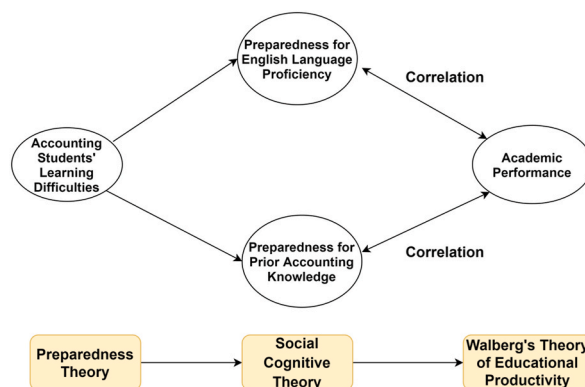 Preparedness for
English Language
Proficiency
Correlation
Accounting
Students'
Learning
Difficulties
Academic
Performance
Preparedness for
Prior Accounting
Knowledge
Correlation
Preparedness
Theory
Social
Cognitive
Theory
Walberg's Theory
of Educational
Productivity